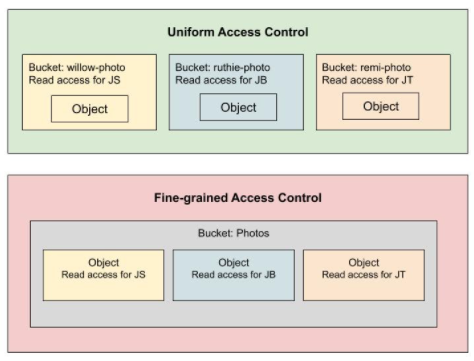 Uniform Access Control
Bucket: willow-photo
Read access for JS
Object
Bucket: ruthie-photo
Read access for JB
Object
Bucket: remi-photo
Read access for JT
Object
Fine-grained Access Control
Bucket: Photos
Object
Read access for JS
Object
Read access for JB
Object
Read access for JT